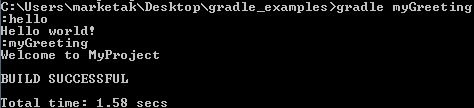 C:\Users\marketak\Desktop\gradle_examples>gradle myGreeting
:hello
Hello world!
:myGreeting
Welcome to MyProject
BUILD SUCCESSFUL
Total time: 1.58 secs